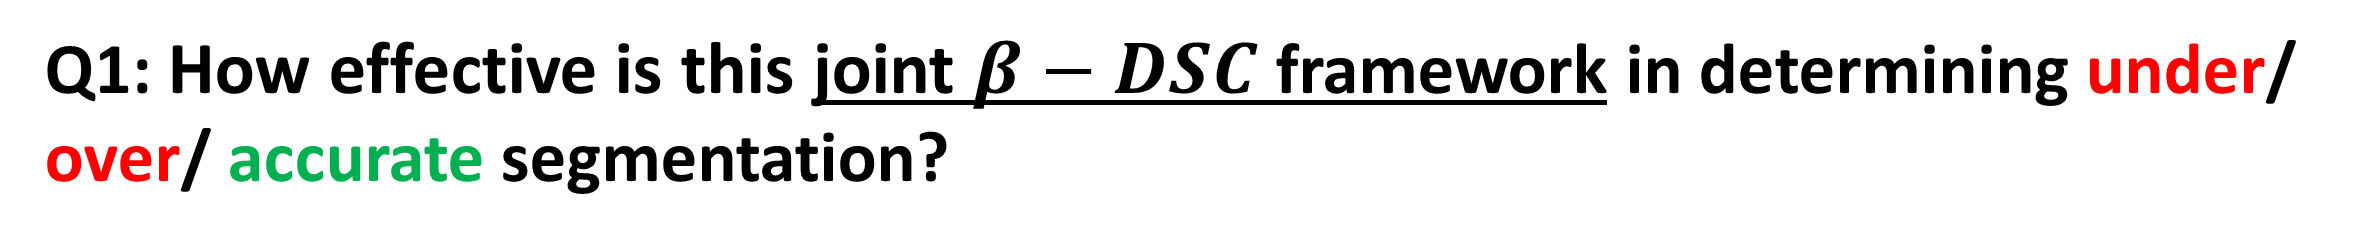 Q1: How effective is this joint β − DSC framework in determining under/
over/ accurate segmentation?